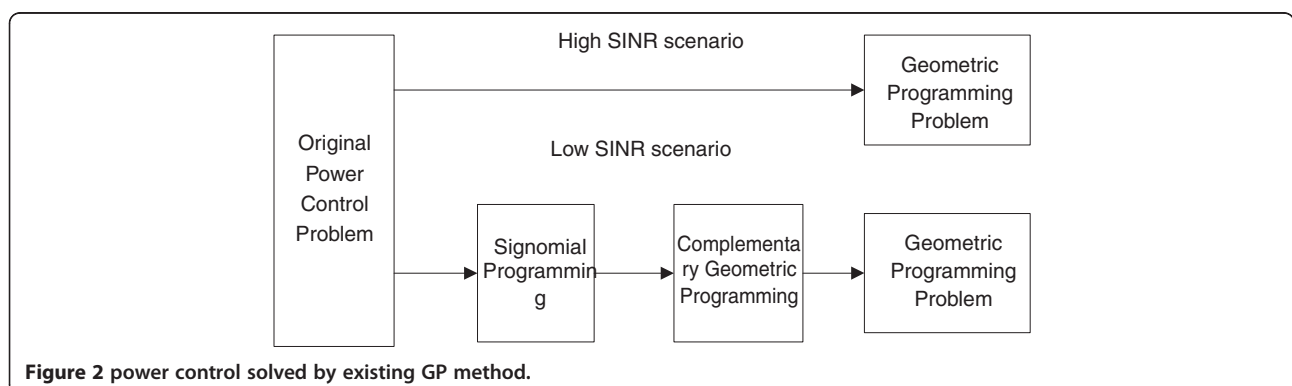 High SINR scenario
Geometric
Programming
Problem
Original
Power
Control
Problem
Low SINR scenario
Signomial
Programmin
g
Complementa
ry Geometric
Programming
Geometric
Programming
Problem
Figure 2 power control solved by existing GP method.